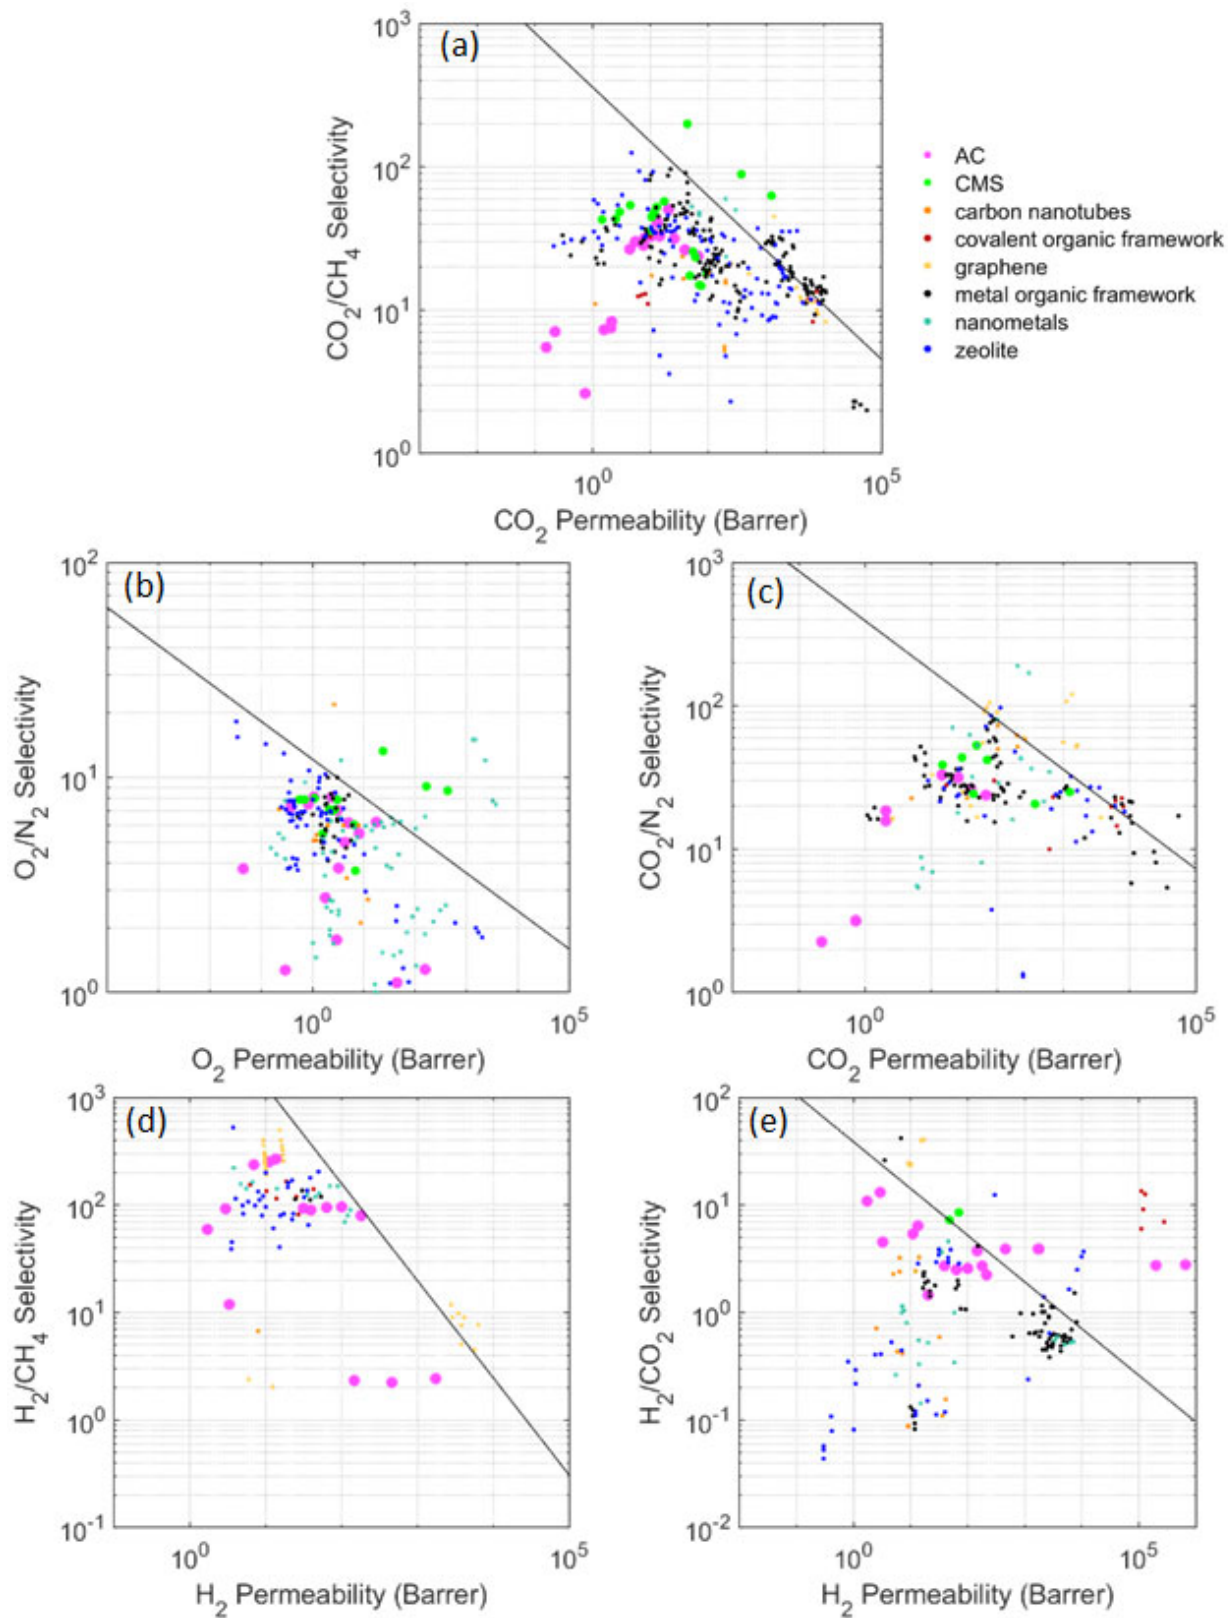 (a)
10³
10²
10¹
10⁰
CO₂/CH₄ Selectivity
10⁰
10⁵
CO₂ Permeability (Barrer)
AC
CMS
carbon nanotubes
covalent organic framework
graphene
metal organic framework
nanometals
zeolite
(b)
10²
10¹
10⁰
O₂/N₂ Selectivity
10⁰
10⁵
O₂ Permeability (Barrer)
(c)
10³
10²
10¹
10⁰
CO₂/N₂ Selectivity
10⁰
10⁵
CO₂ Permeability (Barrer)
(d)
10³
10²
10¹
10⁰
10⁻¹
H₂/CH₄ Selectivity
10⁰
10⁵
H₂ Permeability (Barrer)
(e)
10²
10¹
10⁰
10⁻¹
10⁻²
H₂/CO₂ Selectivity
10⁰
10⁵
H₂ Permeability (Barrer)